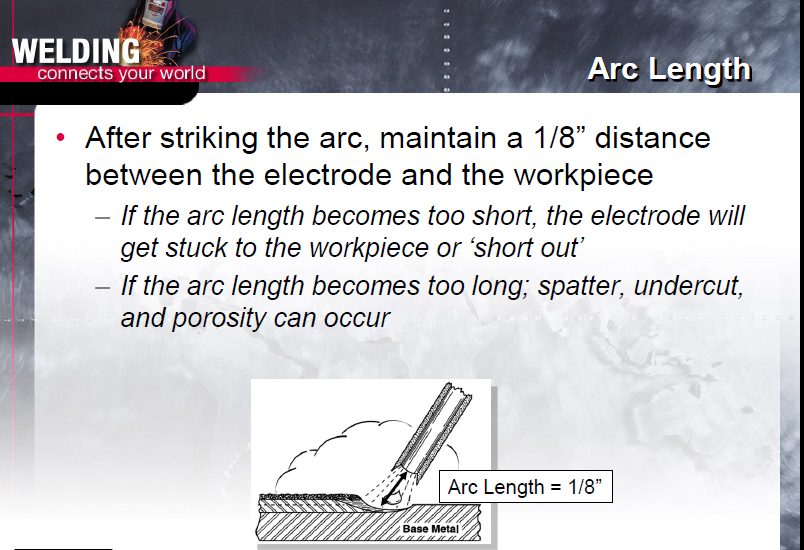 WELDING
connects your world
Arc Length
• After striking the arc, maintain a 1/8” distance
between the electrode and the workpiece
– If the arc length becomes too short, the electrode will
get stuck to the workpiece or ‘short out’
– If the arc length becomes too long; spatter, undercut,
and porosity can occur
Arc Length = 1/8”
Base Metal